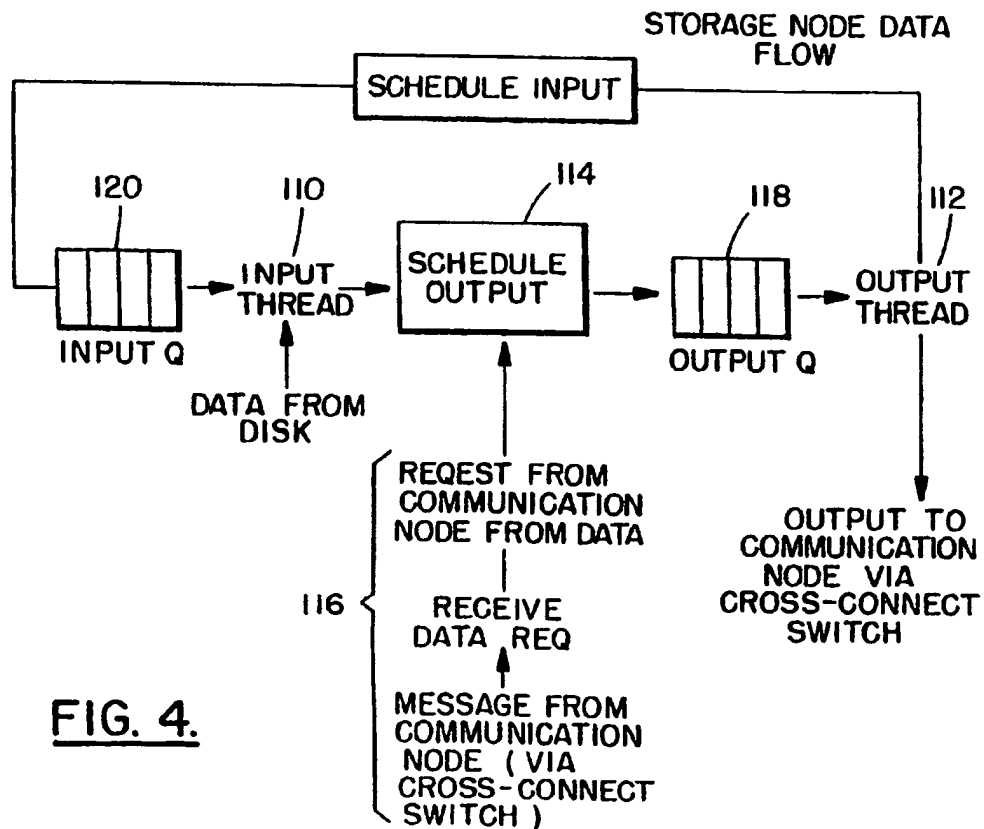 STORAGE NODE DATA
FLOW
SCHEDULE INPUT
120
110
114
118
112
INPUT
THREAD
SCHEDULE
OUTPUT
OUTPUT
THREAD
INPUT Q
OUTPUT Q
DATA FROM
DISK
REQEST FROM
COMMUNICATION
NODE FROM DATA
116
RECEIVE
DATA REQ
MESSAGE FROM
COMMUNICATION
NODE ( VIA
CROSS-CONNECT
SWITCH )
OUTPUT TO
COMMUNICATION
NODE VIA
CROSS-CONNECT
SWITCH
FIG. 4.